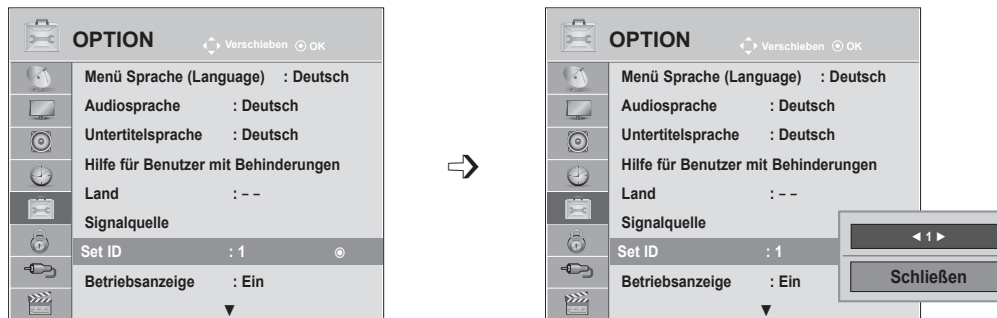 OPTION
Verschieben OK
Menü Sprache (Language) : Deutsch
Audiosprache : Deutsch
Untertitelsprache : Deutsch
Hilfe für Benutzer mit Behinderungen
Land : – –
Signalquelle
Set ID : 1
Betriebsanzeige : Ein
OPTION
Verschieben OK
Menü Sprache (Language) : Deutsch
Audiosprache : Deutsch
Untertitelsprache : Deutsch
Hilfe für Benutzer mit Behinderungen
Land : – –
Signalquelle
Set ID : 1
Betriebsanzeige : Ein
◄ 1 ►
Schließen